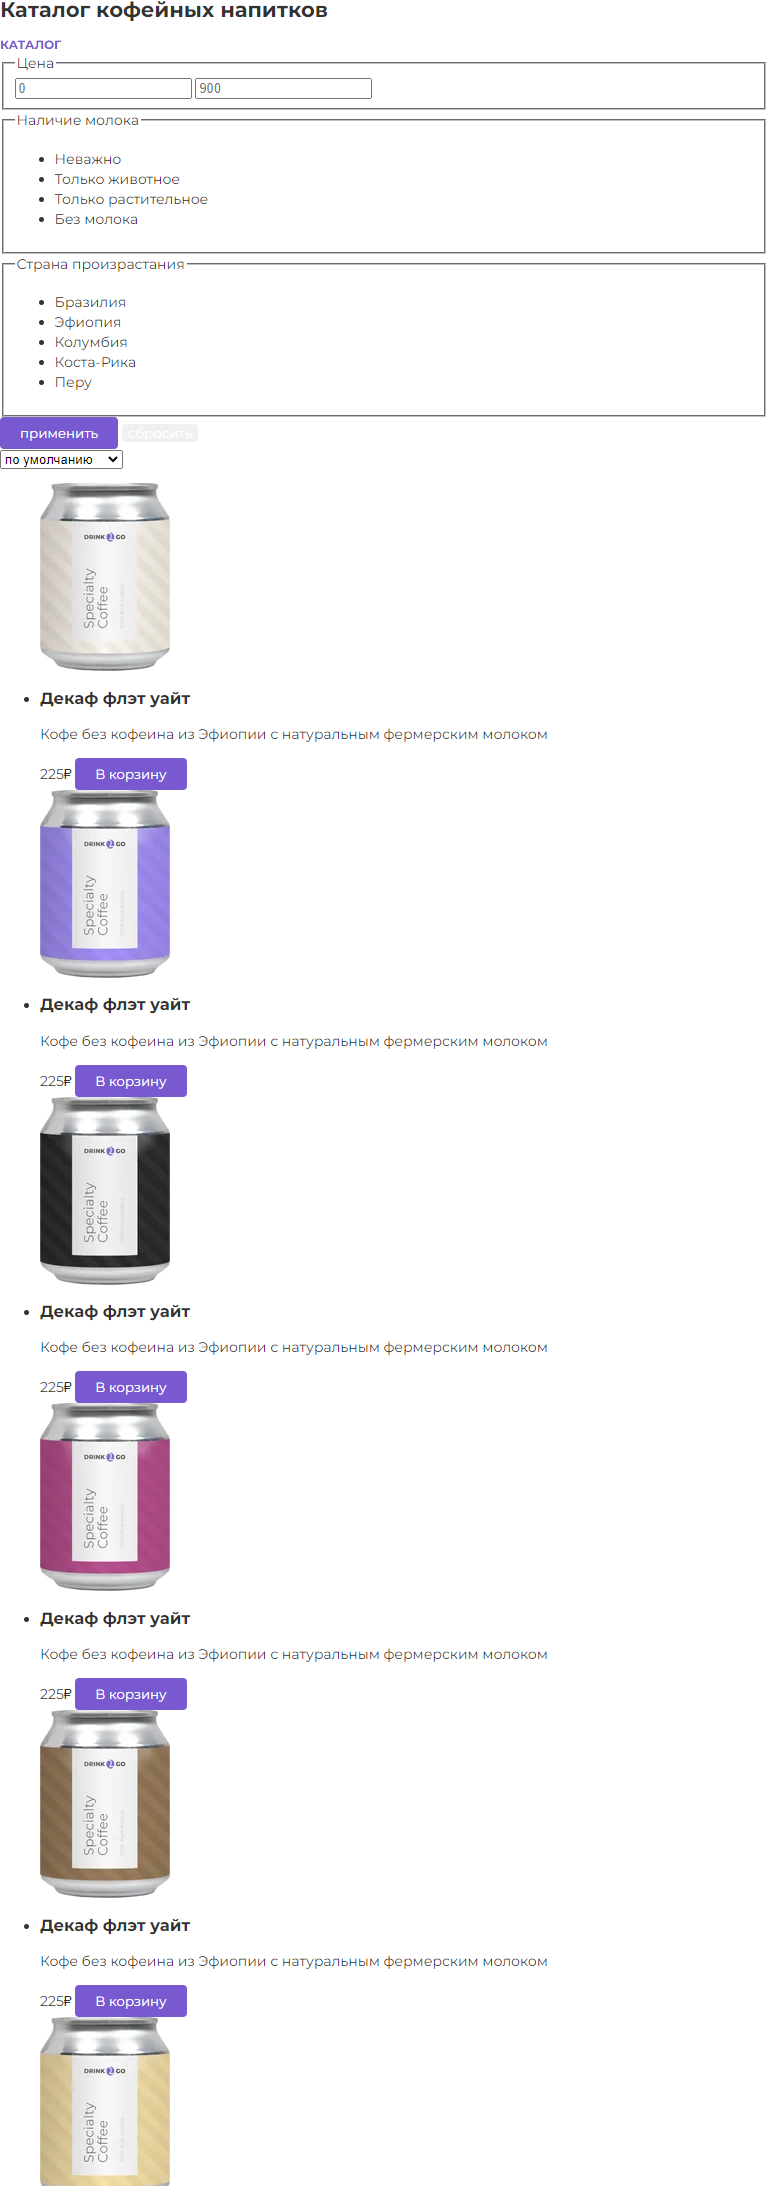 Каталог кофейных напитков
КАТАЛОГ
Цена
0 900
Наличие молока
Неважно
Только животное
Только растительное
Без молока
Страна произрастания
Бразилия
Эфиопия
Колумбия
Коста-Рика
Перу
применить сбросить
по умолчанию
DRINK 2 GO
Specialty
Coffee
Декаф флэт уайт
Кофе без кофеина из Эфиопии с натуральным фермерским молоком
225₽ В корзину
DRINK 2 GO
Specialty
Coffee
Декаф флэт уайт
Кофе без кофеина из Эфиопии с натуральным фермерским молоком
225₽ В корзину
DRINK 2 GO
Specialty
Coffee
Декаф флэт уайт
Кофе без кофеина из Эфиопии с натуральным фермерским молоком
225₽ В корзину
DRINK 2 GO
Specialty
Coffee
Декаф флэт уайт
Кофе без кофеина из Эфиопии с натуральным фермерским молоком
225₽ В корзину
DRINK 2 GO
Specialty
Coffee
Декаф флэт уайт
Кофе без кофеина из Эфиопии с натуральным фермерским молоком
225₽ В корзину
DRINK 2 GO
Specialty
Coffee